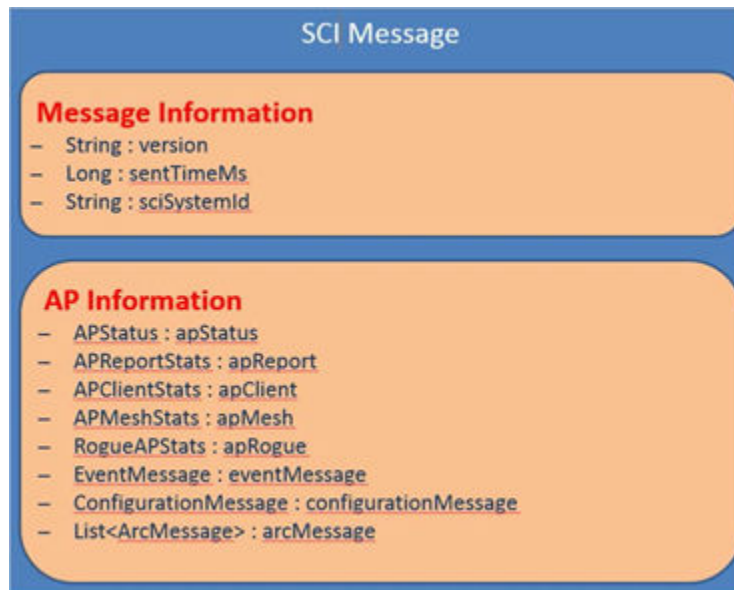 SCI Message
Message Information
– String : version
– Long : sentTimeMs
– String : sciSystemId
AP Information
– APStatus : apStatus
– APReportStats : apReport
– APClientStats : apClient
– APMeshStats : apMesh
– RogueAPStats : apRogue
– EventMessage : eventMessage
– ConfigurationMessage : configurationMessage
– List<ArcMessage> : arcMessage